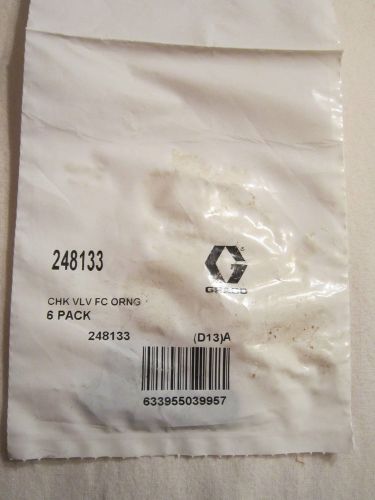 248133
GRACO
CHK VLV FC ORNG
6 PACK
248133 (D13)A
633955039957